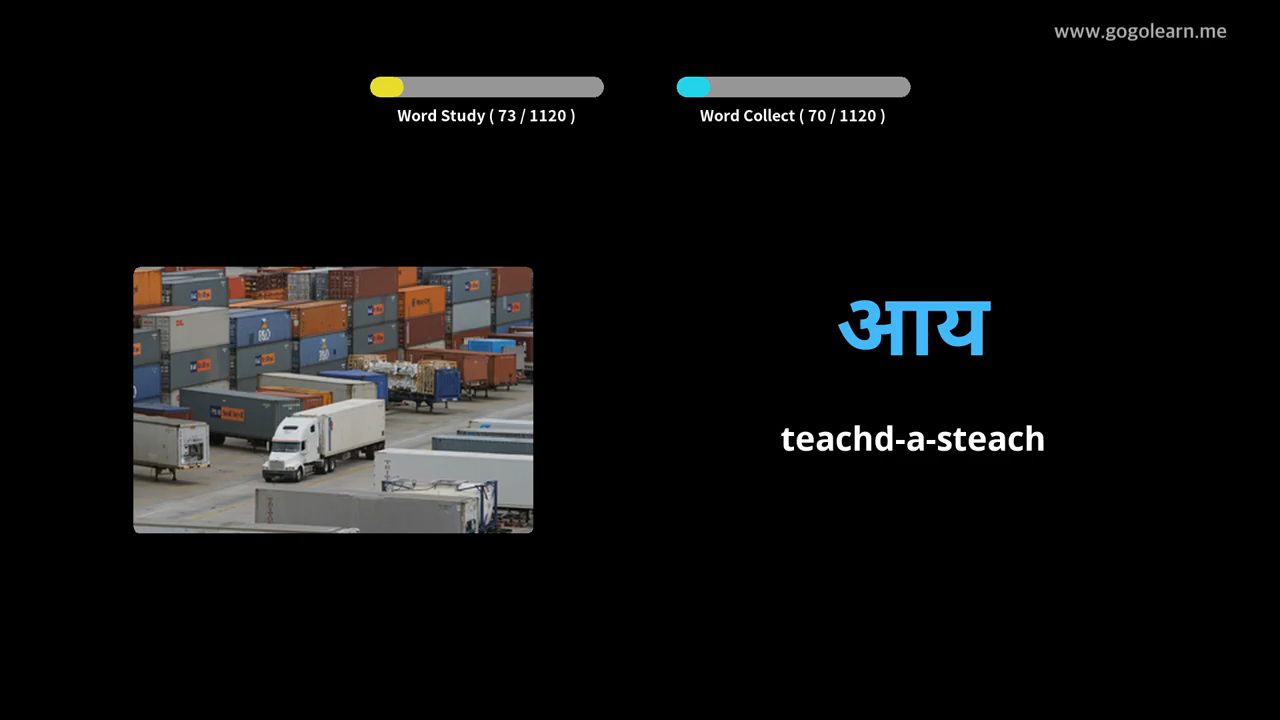 www.gogolearn.me
Word Study ( 73 / 1120 )
Word Collect ( 70 / 1120 )
आय
teachd-a-steach
P&O
P&O